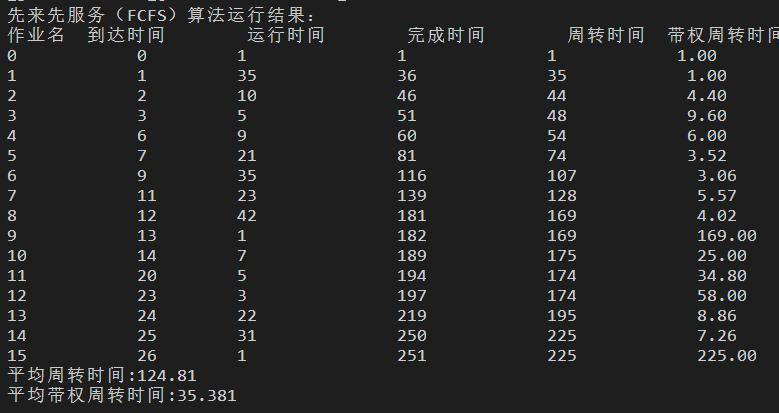 先来先服务（FCFS）算法运行结果：
作业名 到达时间 运行时间 完成时间 周转时间 带权周转时间
0 0 1 1 1 1.00
1 1 35 36 35 1.00
2 2 10 46 44 4.40
3 3 5 51 48 9.60
4 6 9 60 54 6.00
5 7 21 81 74 3.52
6 9 35 116 107 3.06
7 11 23 139 128 5.57
8 12 42 181 169 4.02
9 13 1 182 169 169.00
10 14 7 189 175 25.00
11 20 5 194 174 34.80
12 23 3 197 174 58.00
13 24 22 219 195 8.86
14 25 31 250 225 7.26
15 26 1 251 225 225.00
平均周转时间:124.81
平均带权周转时间:35.381